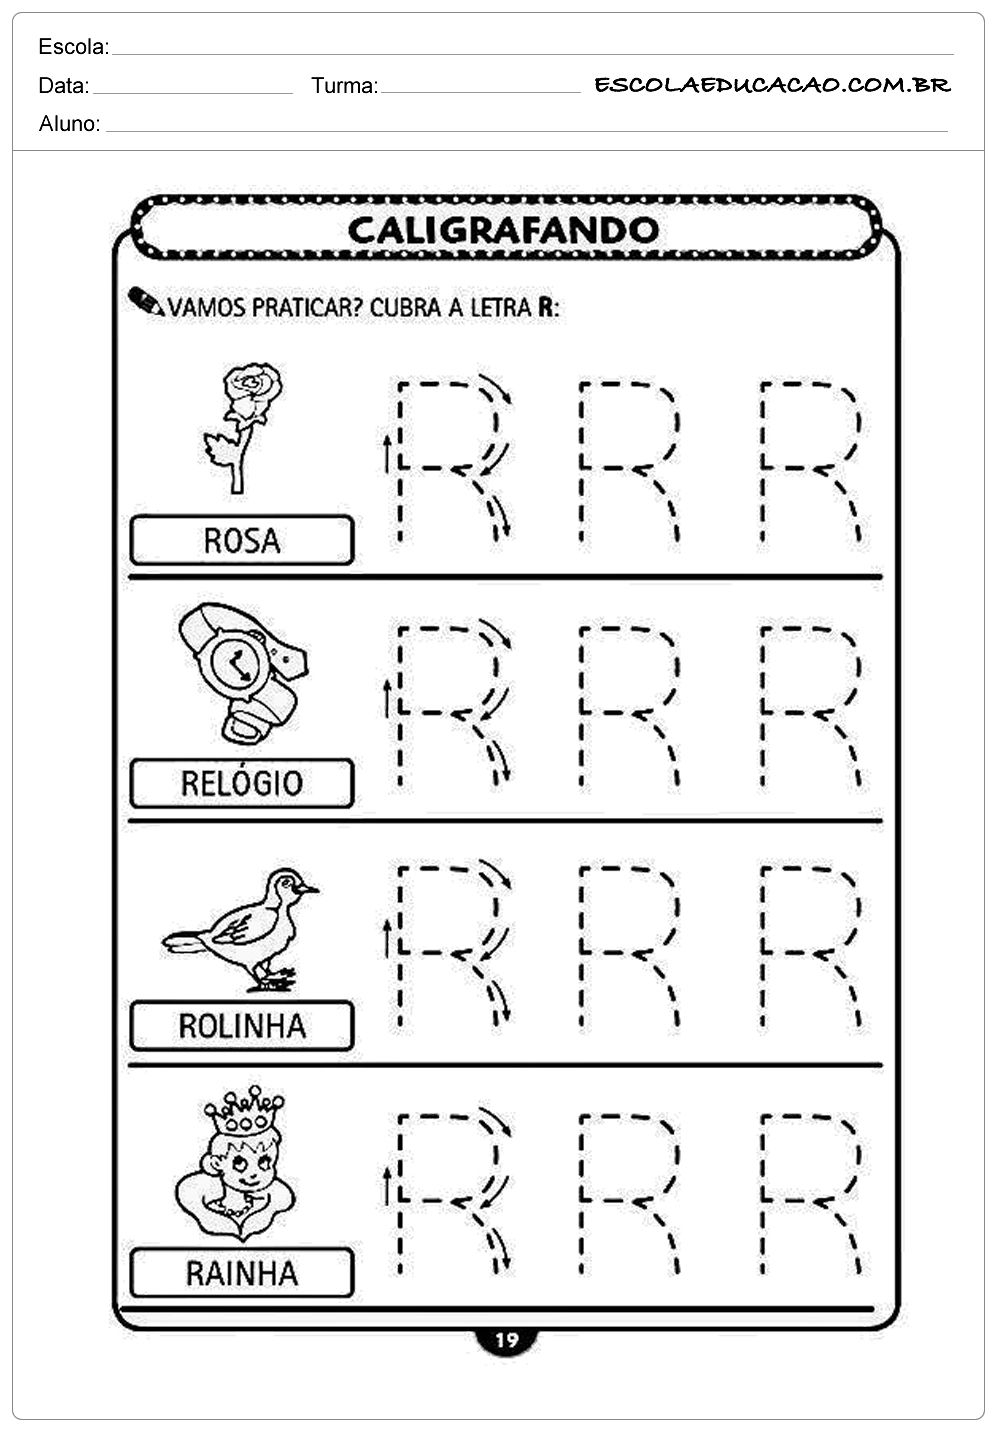 Escola:
Data: Turma: ESCOLAEDUCACAO.COM.BR
Aluno:
CALIGRAFANDO
VAMOS PRATICAR? CUBRA A LETRA R:
R R R
ROSA
R R R
RELÓGIO
R R R
ROLINHA
R R R
RAINHA
19